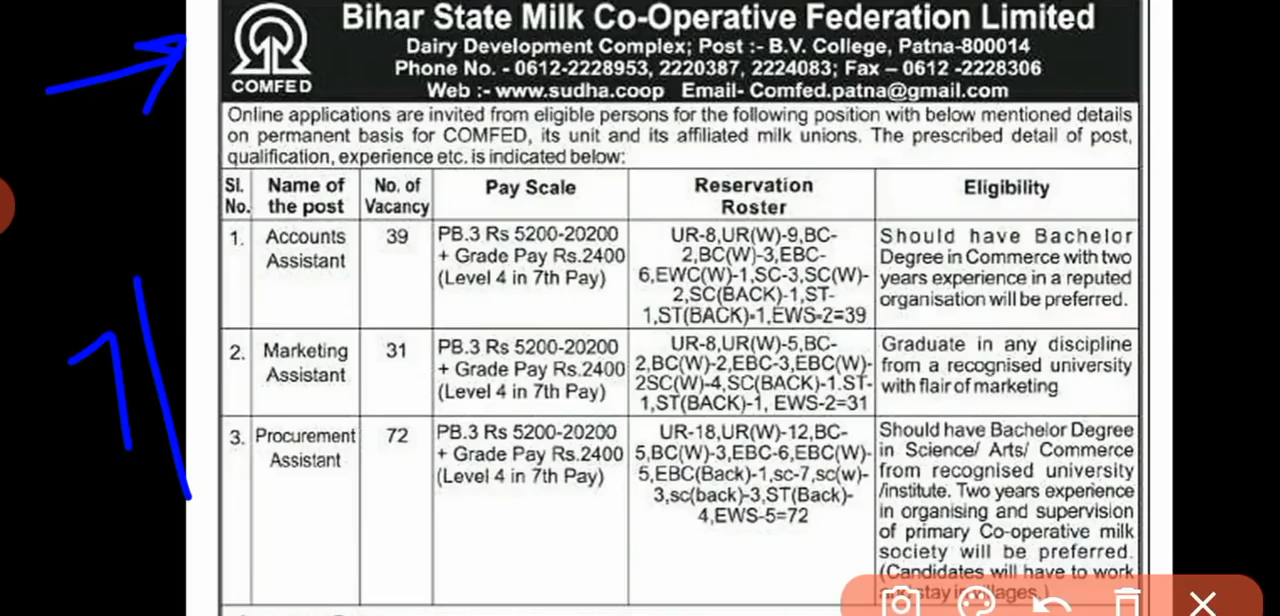 Bihar State Milk Co-Operative Federation Limited
Dairy Development Complex; Post :- B.V. College, Patna-800014
Phone No. - 0612-2228953, 2220387, 2224083; Fax – 0612 -2228306
COMFED
Web :- www.sudha.coop Email- Comfed.patna@gmail.com
Online applications are invited from eligible persons for the following position with below mentioned details
on permanent basis for COMFED, its unit and its affiliated milk unions. The prescribed detail of post,
qualification, experience etc. is indicated below:
Sl. No.
Name of the post
No. of Vacancy
Pay Scale
Reservation Roster
Eligibility
1.
Accounts
Assistant
39
PB.3 Rs 5200-20200
+ Grade Pay Rs.2400
(Level 4 in 7th Pay)
UR-8,UR(W)-9,BC-
2,BC(W)-3,EBC-
6,EWC(W)-1,SC-3,SC(W)-
2,SC(BACK)-1,ST-
1,ST(BACK)-1,EWS-2=39
Should have Bachelor
Degree in Commerce with two
years experience in a reputed
organisation will be preferred.
2.
Marketing
Assistant
31
PB.3 Rs 5200-20200
+ Grade Pay Rs.2400
(Level 4 in 7th Pay)
UR-8,UR(W)-5,BC-
2,BC(W)-2,EBC-3,EBC(W)-
2SC(W)-4,SC(BACK)-1.ST-
1,ST(BACK)-1, EWS-2=31
Graduate in any discipline
from a recognised university
with flair of marketing
3.
Procurement
Assistant
72
PB.3 Rs 5200-20200
+ Grade Pay Rs.2400
(Level 4 in 7th Pay)
UR-18,UR(W)-12,BC-
5,BC(W)-3,EBC-6,EBC(W)-
5,EBC(Back)-1,sc-7,sc(w)-
3,sc(back)-3,ST(Back)-
4,EWS-5=72
Should have Bachelor Degree
in Science/ Arts/ Commerce
from recognised university
/institute. Two years experience
in organising and supervision
of primary Co-operative milk
society will be preferred.
(Candidates will have to work
and stay in villages.)